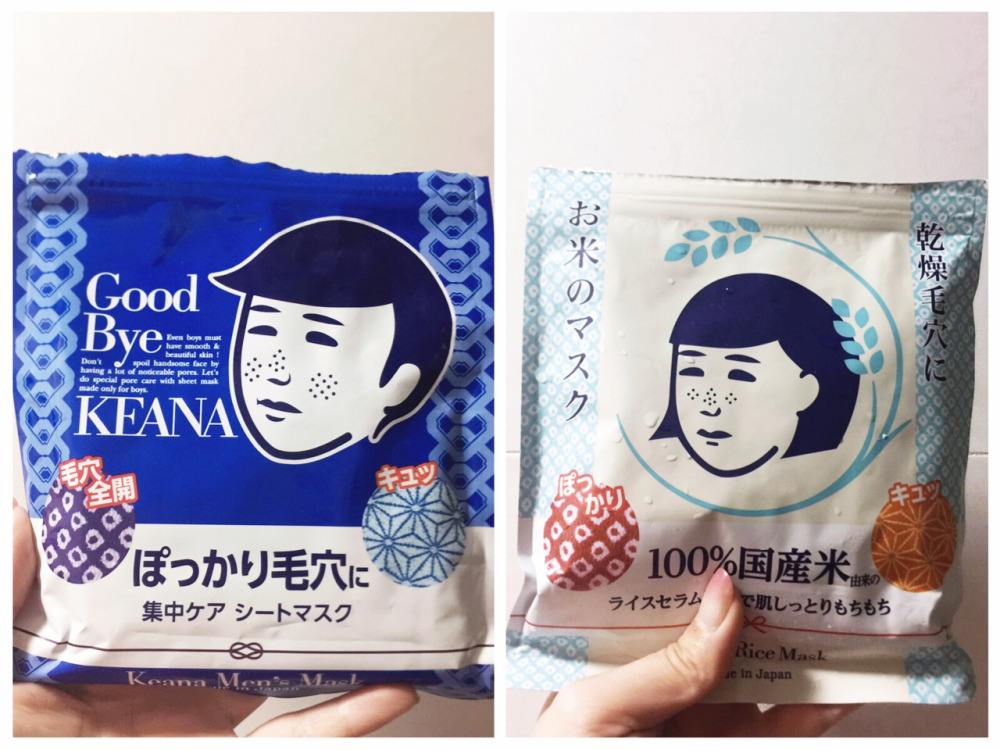 Good
Bye
Even boys must
have smooth &
beautiful skin !
Don't spoil handsome face by
having a lot of noticeable pores. Let's
do special pore care with sheet mask
made only for boys.
KEANA
毛穴
全開
キュッ
ぽっかり毛穴に
集中ケア シートマスク
Keana Men's Mask
in Japan
お米のマスク
乾燥毛穴に
ぽっかり
キュッ
100%国産米由来の
ライスセラム で肌しっとりもちもち
Rice Mask
in Japan